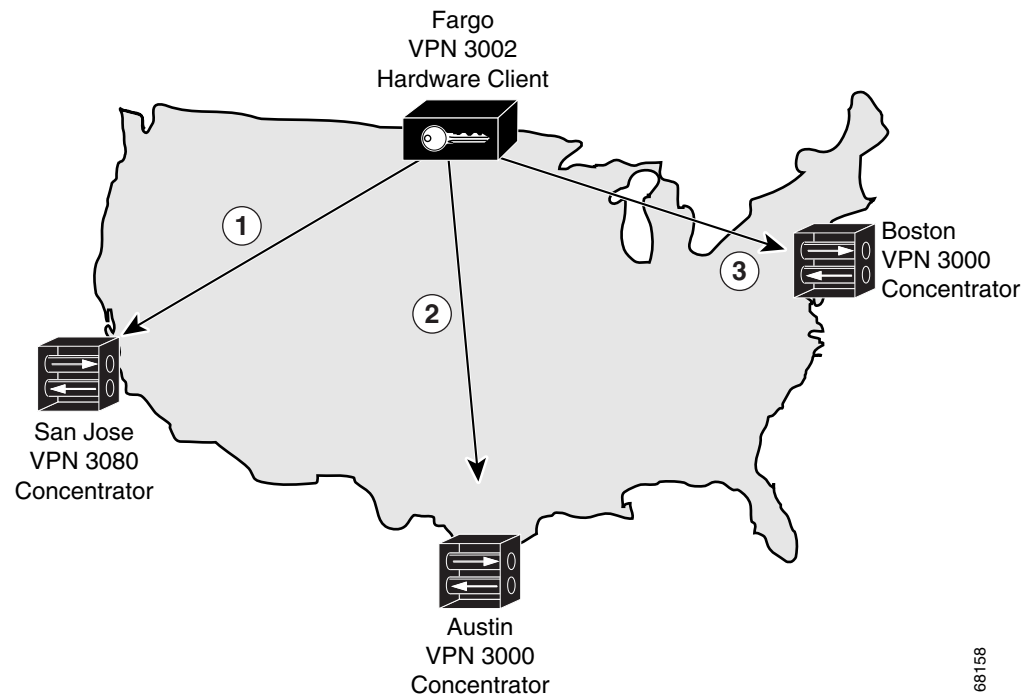 Fargo
VPN 3002
Hardware Client
1
2
3
Boston
VPN 3000
Concentrator
San Jose
VPN 3080
Concentrator
Austin
VPN 3000
Concentrator
68158